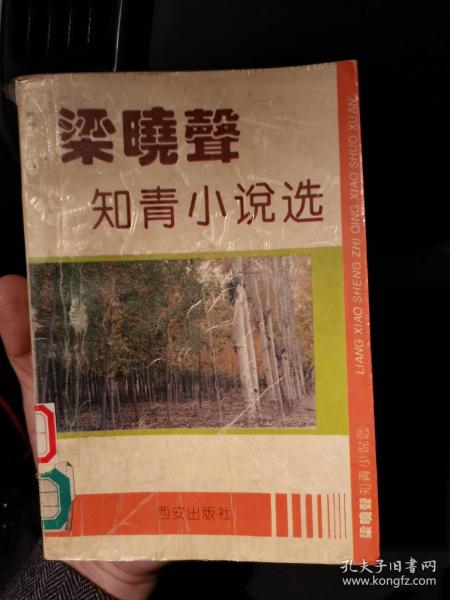 梁曉聲
知青小说选
LIANG XIAO SHENG ZHI QING XIAO SHUO XUAN
梁曉聲知青小说选
西安出版社
孔夫子旧书网
www.kongfz.com